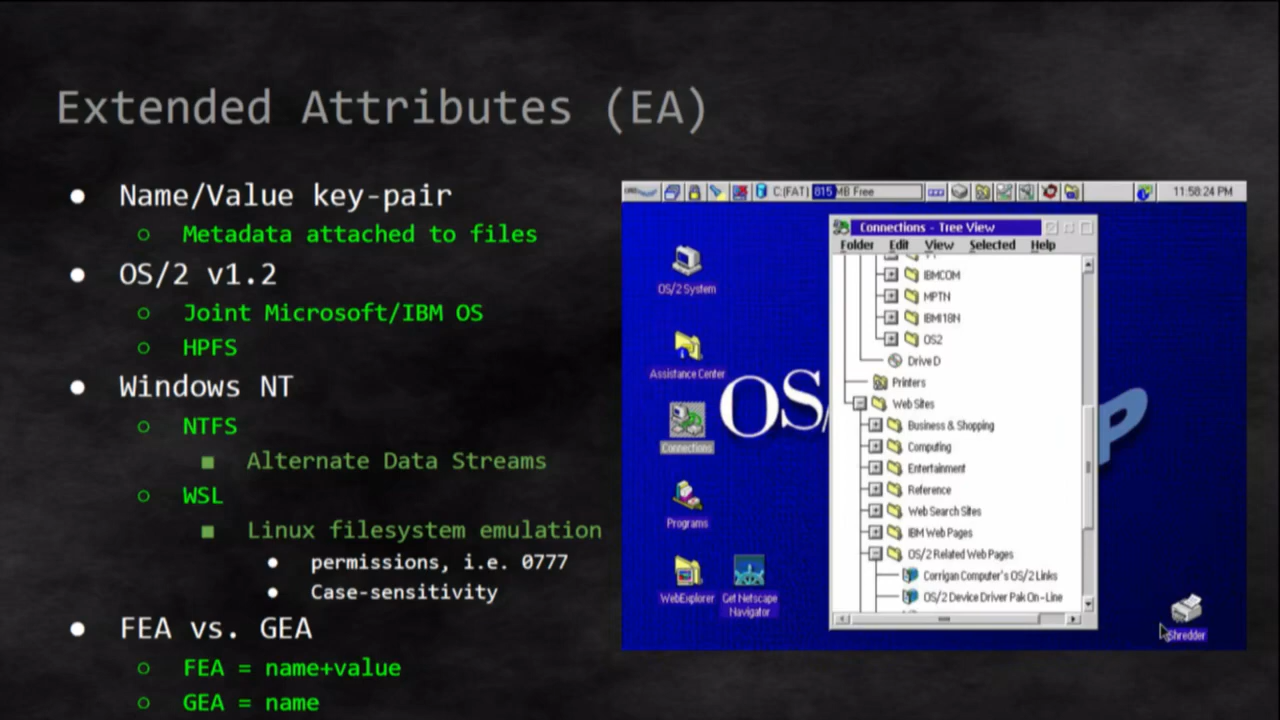 Extended Attributes (EA)
● Name/Value key-pair
○ Metadata attached to files
● OS/2 v1.2
○ Joint Microsoft/IBM OS
○ HPFS
● Windows NT
○ NTFS
■ Alternate Data Streams
○ WSL
■ Linux filesystem emulation
● permissions, i.e. 0777
● Case-sensitivity
● FEA vs. GEA
○ FEA = name+value
○ GEA = name
C:(FAT) 815 MB Free
11:58:24 PM
OS/2 System
Assistance Center
OS/
Connections
Programs
WebExplorer
Get Netscape
Navigator
Connections - Tree View
Folder Edit View Selected Help
IBMCOM
MPTN
IBMI18N
OS2
Drive D
Printers
Web Sites
Business & Shopping
Computing
Entertainment
Reference
Web Search Sites
IBM Web Pages
OS/2 Related Web Pages
Corrigan Computer's OS/2 Links
OS/2 Device Driver Pak On-Line
P
Shredder